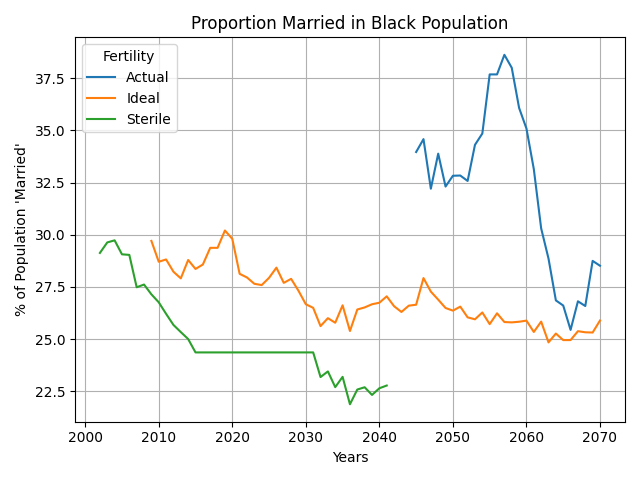 Proportion Married in Black Population
Fertility
Actual
Ideal
Sterile
% of Population 'Married'
37.5
35.0
32.5
30.0
27.5
25.0
22.5
2000 2010 2020 2030 2040 2050 2060 2070
Years